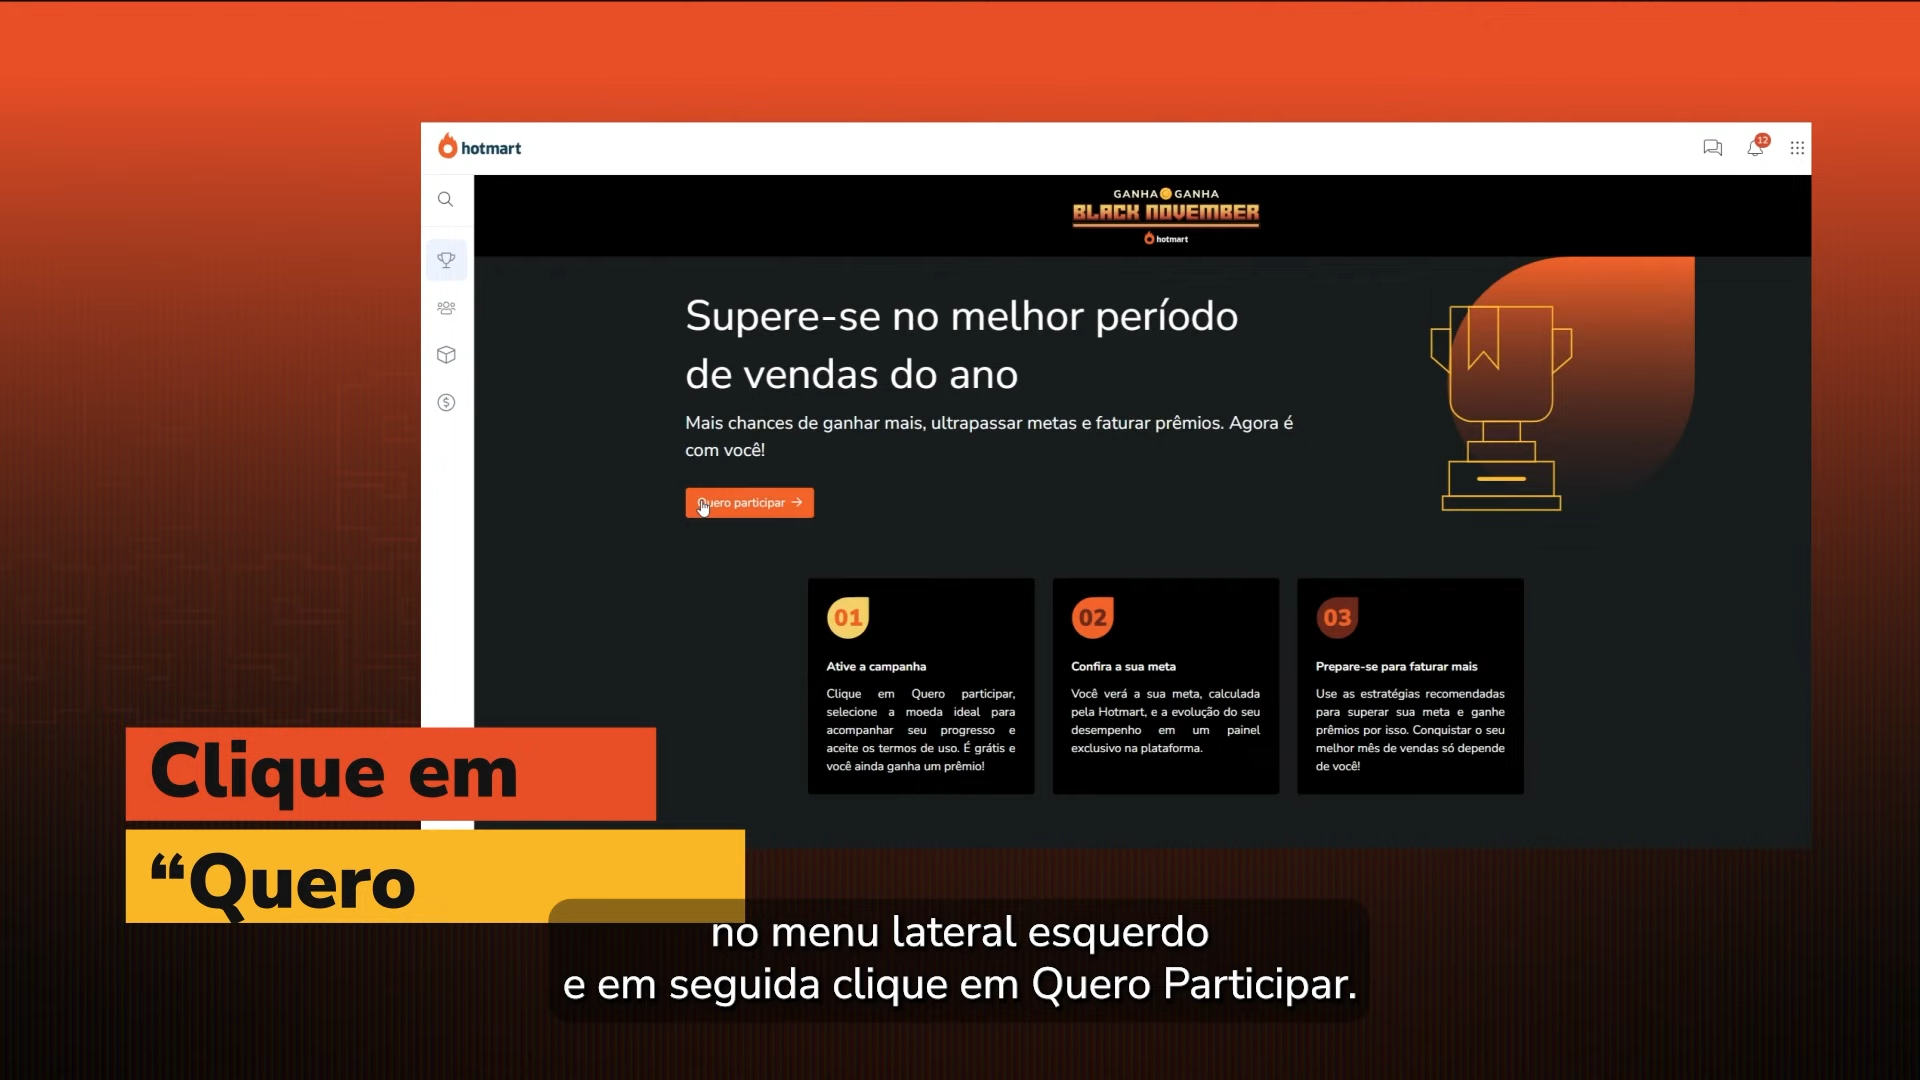 hotmart
12
GANHA GANHA
BLACK NOVEMBER
hotmart
Supere-se no melhor período
de vendas do ano
Mais chances de ganhar mais, ultrapassar metas e faturar prêmios. Agora é
com você!
Quero participar →
01
Ative a campanha
Clique em Quero participar,
selecione a moeda ideal para
acompanhar seu progresso e
aceite os termos de uso. É grátis e
você ainda ganha um prêmio!
02
Confira a sua meta
Você verá a sua meta, calculada
pela Hotmart, e a evolução do seu
desempenho em um painel
exclusivo na plataforma.
03
Prepare-se para faturar mais
Use as estratégias recomendadas
para superar sua meta e ganhe
prêmios por isso. Conquistar o seu
melhor mês de vendas só depende
de você!
Clique em
“Quero
no menu lateral esquerdo
e em seguida clique em Quero Participar.